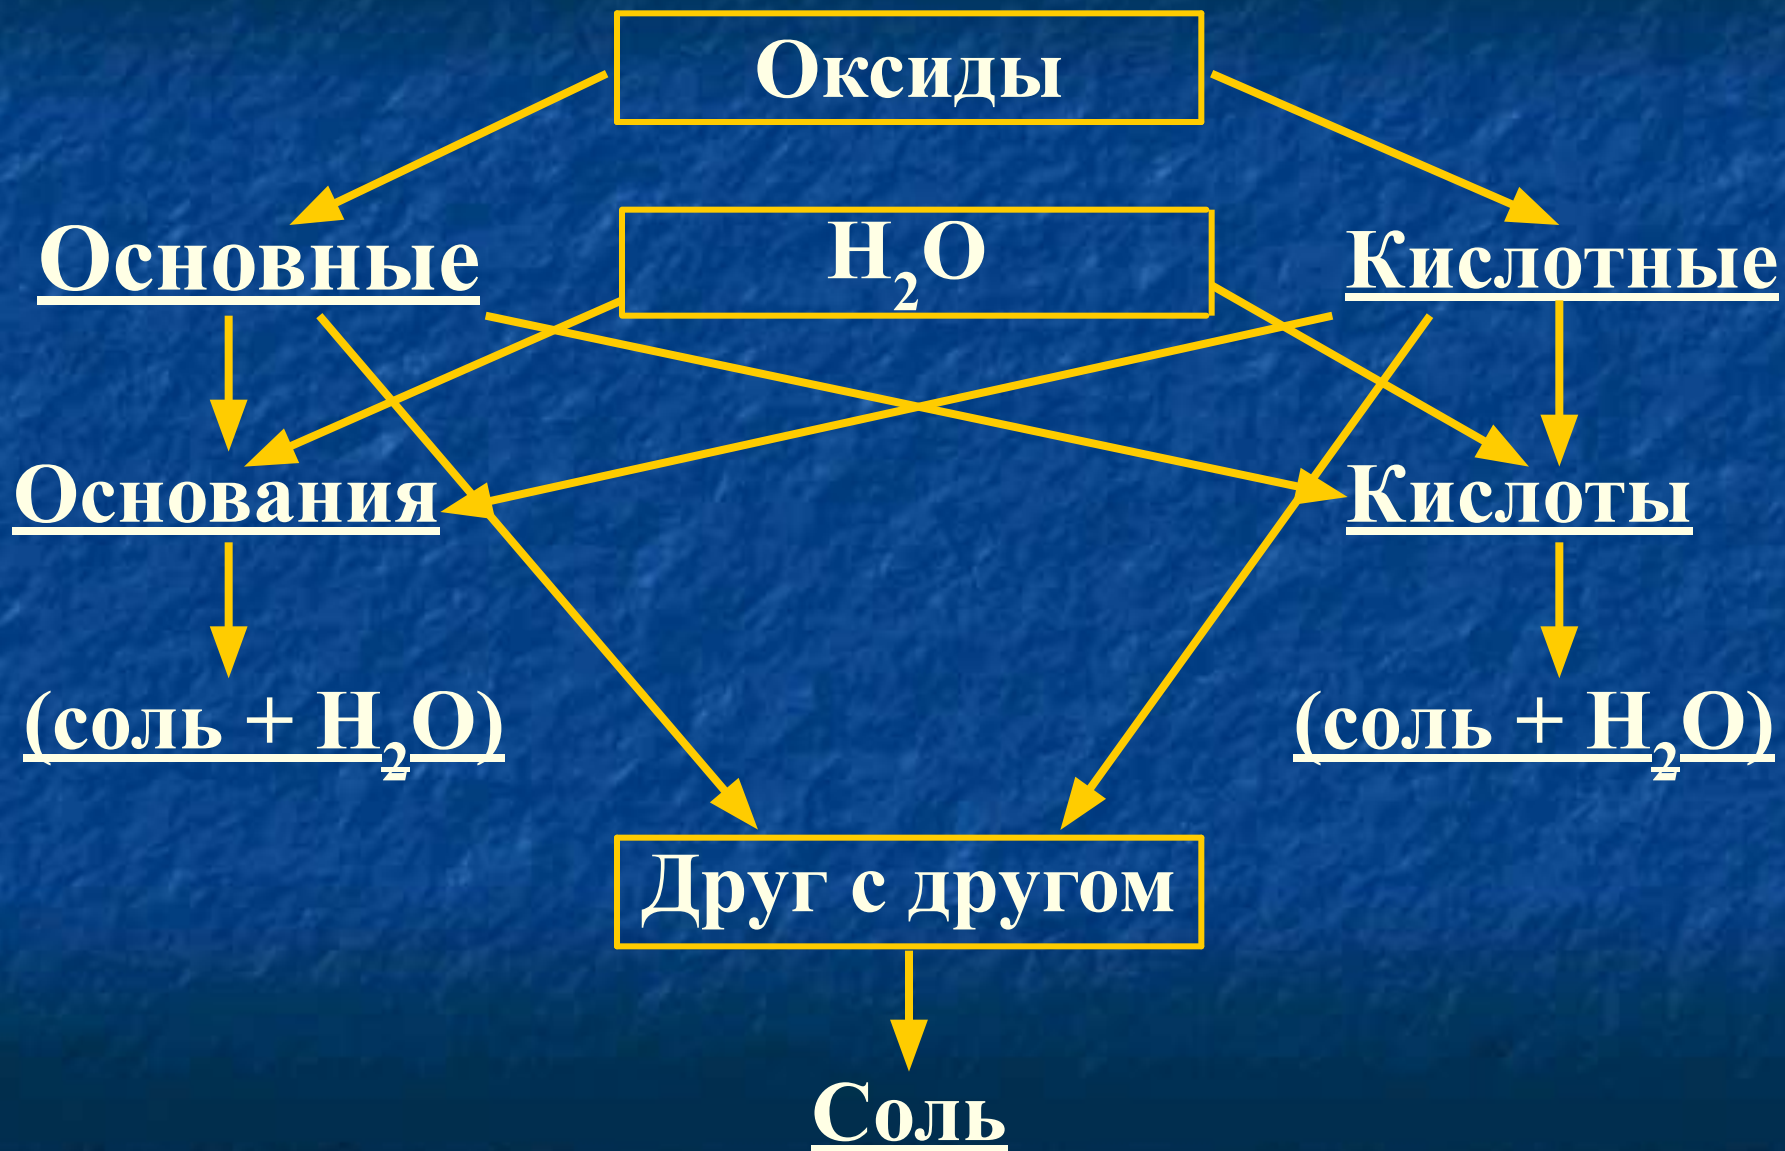 Оксиды
Основные
H₂O
Кислотные
Основания
Кислоты
(соль + H₂O)
(соль + H₂O)
Друг с другом
Соль